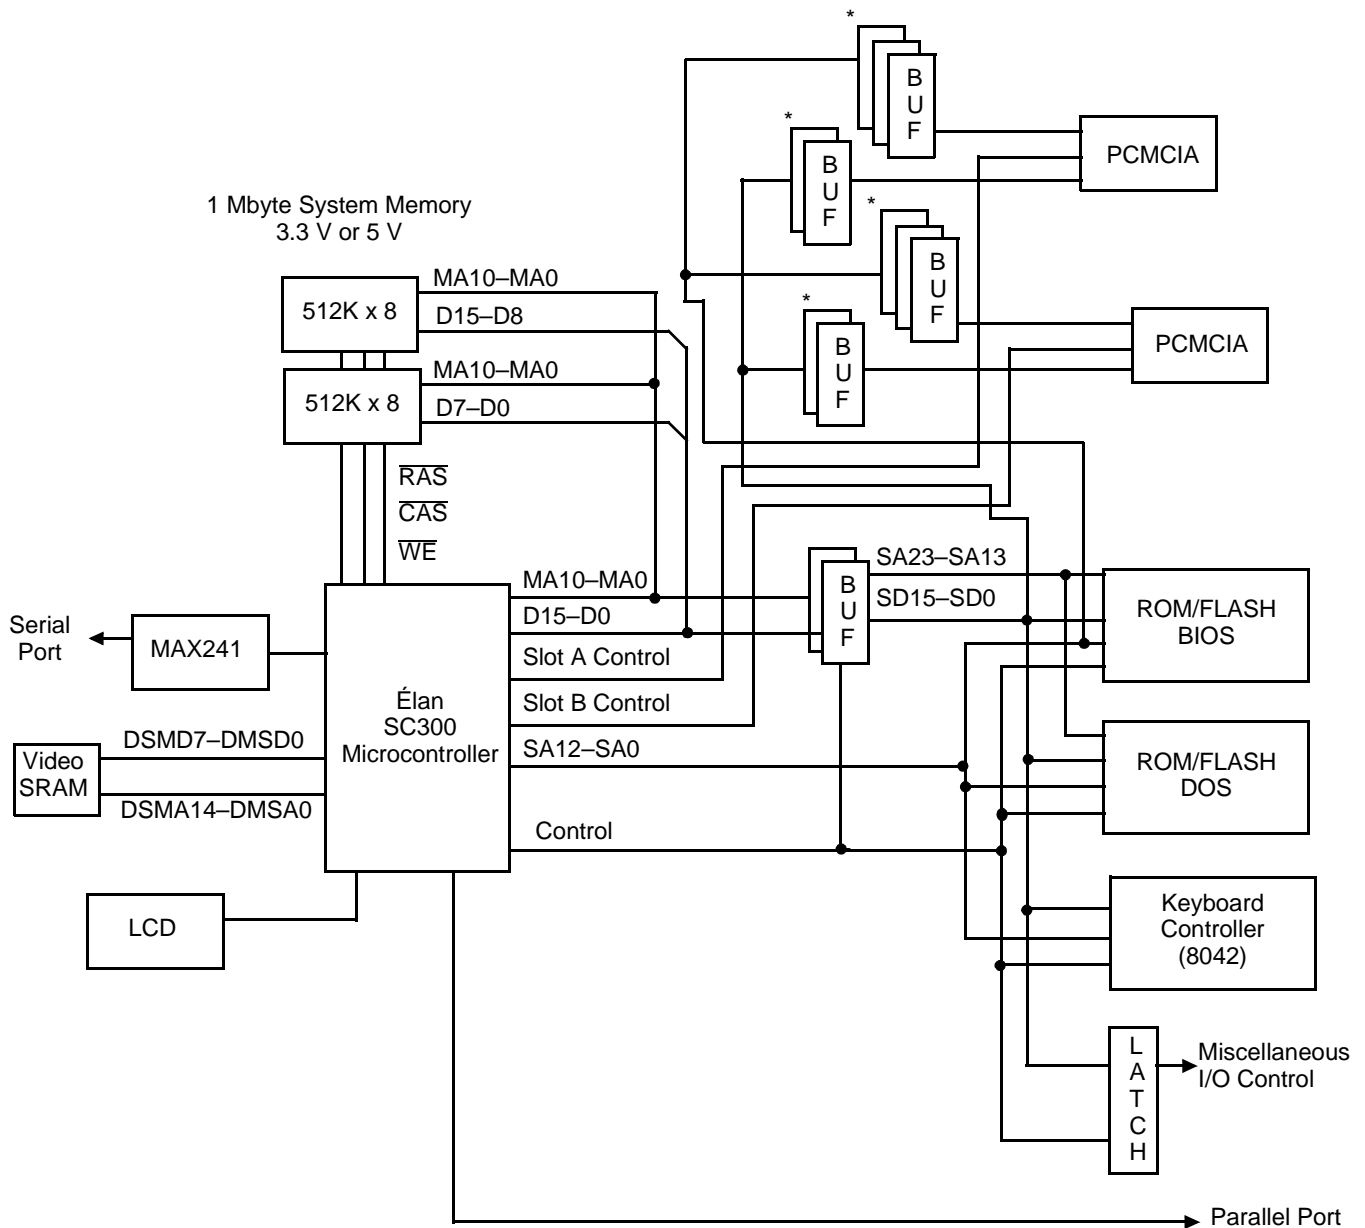 *
B
U
F
*
B
U
F
PCMCIA
1 Mbyte System Memory
3.3 V or 5 V
*
B
U
F
*
B
U
F
PCMCIA
512K x 8
MA10–MA0
D15–D8
512K x 8
MA10–MA0
D7–D0
RAS
CAS
WE
MA10–MA0
D15–D0
Slot A Control
Slot B Control
SA12–SA0
Control
B
U
F
SA23–SA13
SD15–SD0
ROM/FLASH
BIOS
Serial
Port
MAX241
Élan
SC300
Microcontroller
DSMD7–DMSD0
Video
SRAM
DSMA14–DMSA0
ROM/FLASH
DOS
LCD
Keyboard
Controller
(8042)
L
A
T
C
H
Miscellaneous
I/O Control
Parallel Port